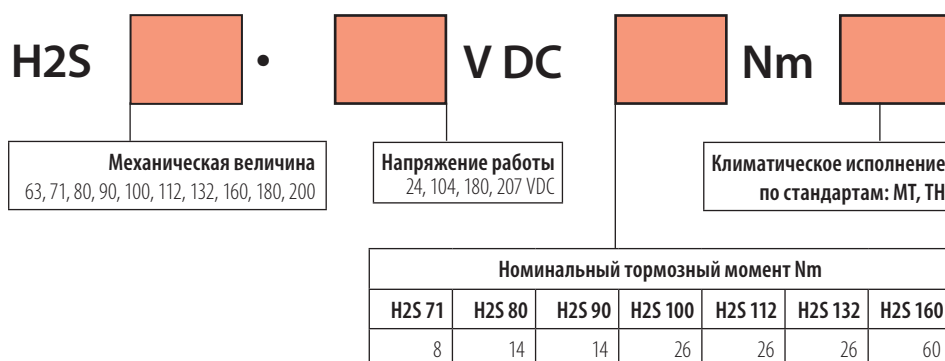 H2S • V DC Nm
Механическая величина
63, 71, 80, 90, 100, 112, 132, 160, 180, 200
Напряжение работы
24, 104, 180, 207 VDC
Климатическое исполнение
по стандартам: MT, TH
Номинальный тормозный момент Nm
H2S 71 H2S 80 H2S 90 H2S 100 H2S 112 H2S 132 H2S 160
8 14 14 26 26 26 60